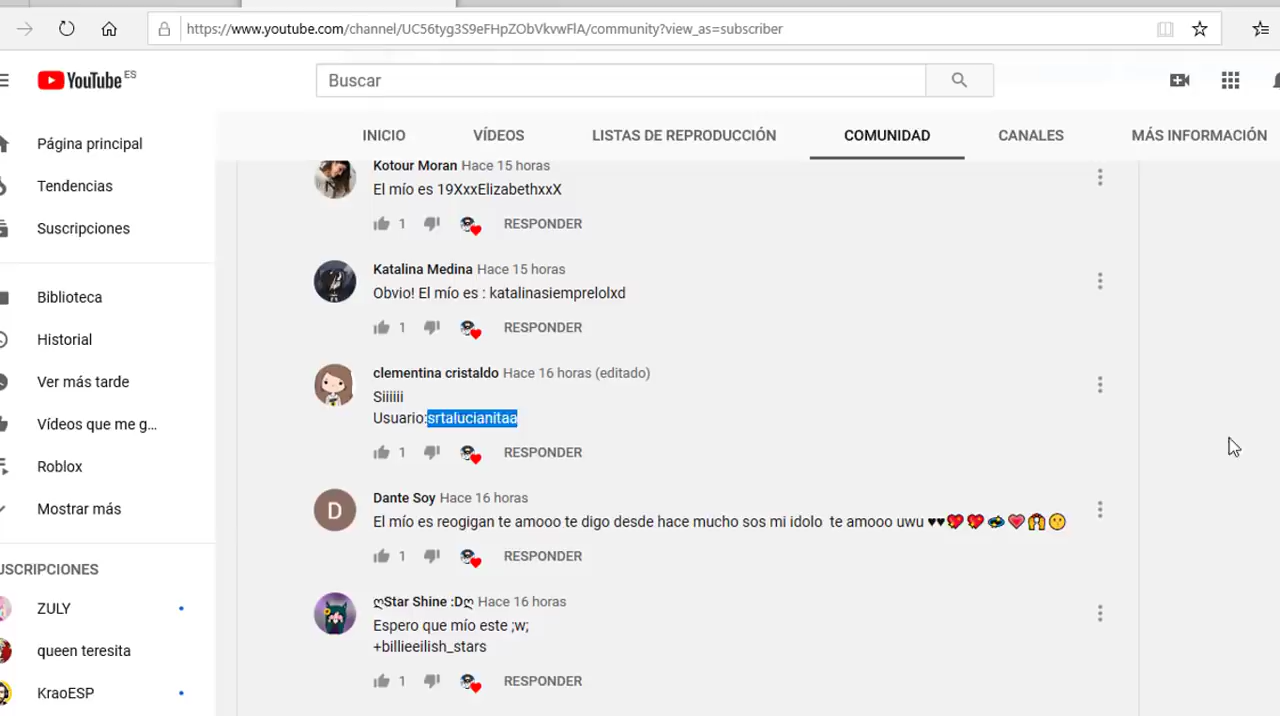 https://www.youtube.com/channel/UC56tyg3S9eFHpZObVkvwFlA/community?view_as=subscriber
YouTube ES
Buscar
INICIO VÍDEOS LISTAS DE REPRODUCCIÓN COMUNIDAD CANALES MÁS INFORMACIÓN
Página principal
Tendencias
Suscripciones
Biblioteca
Historial
Ver más tarde
Vídeos que me g...
Roblox
Mostrar más
USCRIPCIONES
ZULY
queen teresita
KraoESP
Kotour Moran Hace 15 horas
El mío es 19XxxElizabethxxX
1 RESPONDER
Katalina Medina Hace 15 horas
Obvio! El mío es : katalinasiemprelolxd
1 RESPONDER
clementina cristaldo Hace 16 horas (editado)
Siiiiii
Usuario:srtalucianitaa
1 RESPONDER
D
Dante Soy Hace 16 horas
El mío es reogigan te amooo te digo desde hace mucho sos mi idolo te amooo uwu
1 RESPONDER
ღStar Shine :Dღ Hace 16 horas
Espero que mío este ;w;
+billieeilish_stars
1 RESPONDER